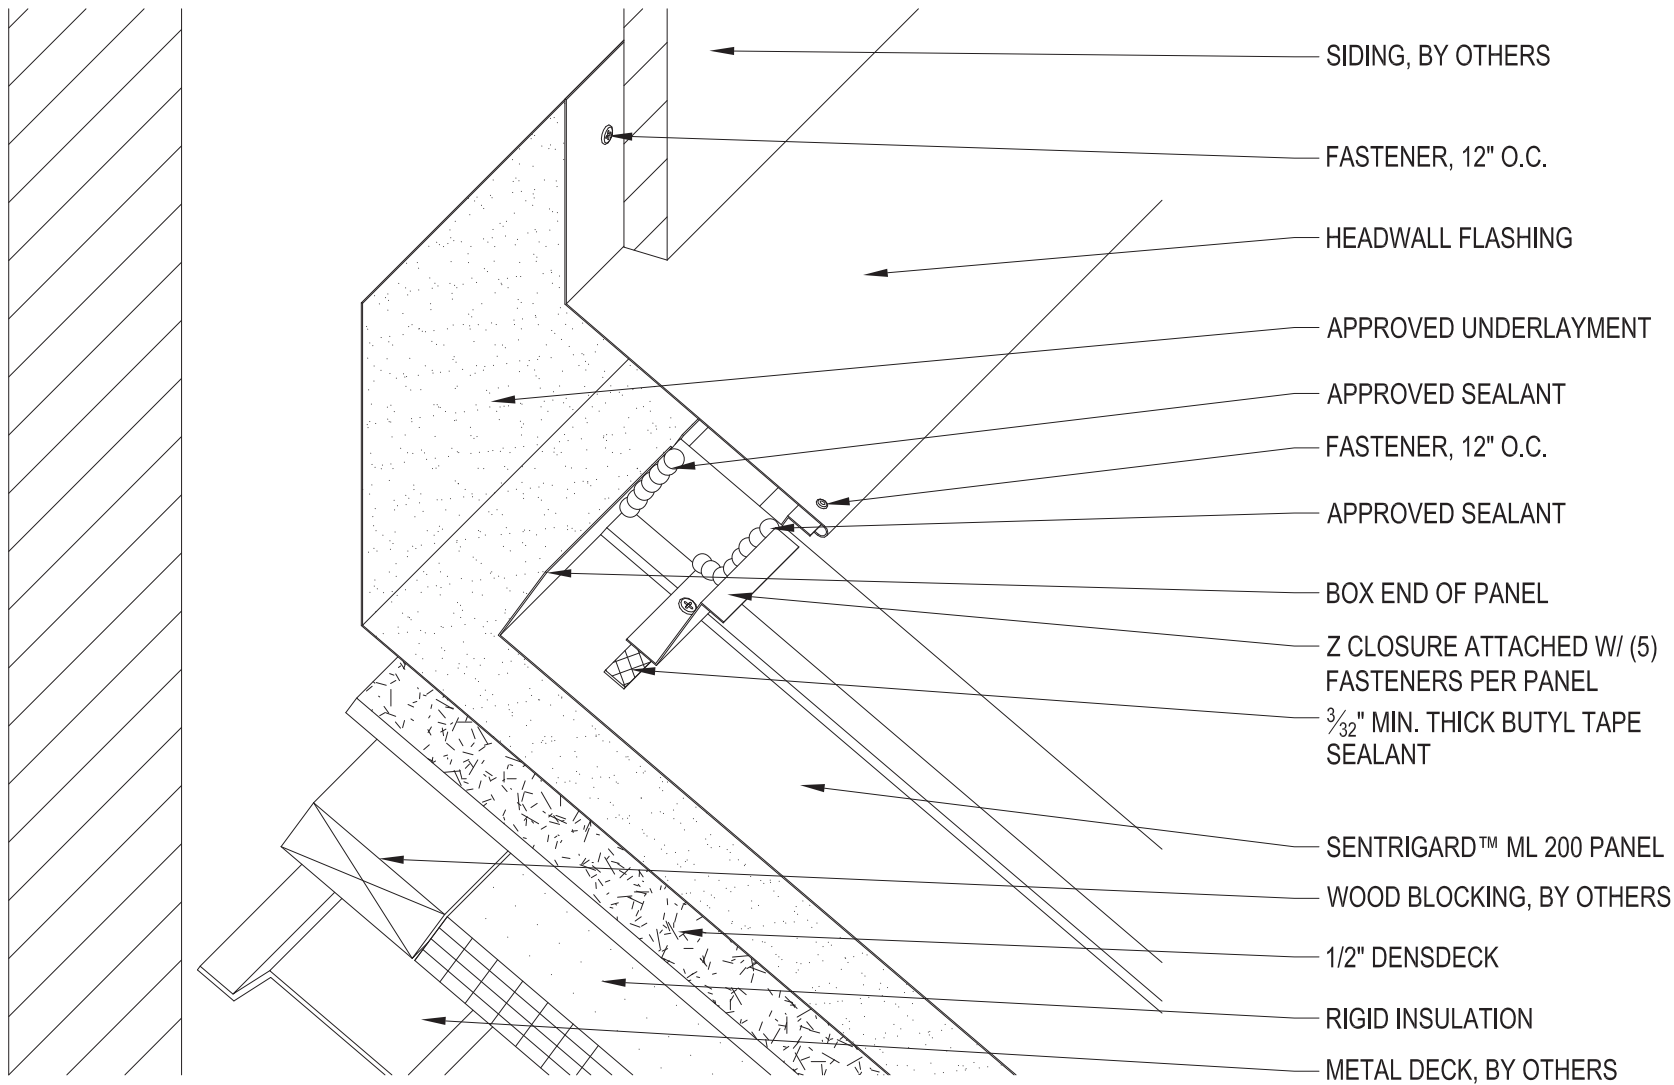 SIDING, BY OTHERS
FASTENER, 12" O.C.
HEADWALL FLASHING
APPROVED UNDERLAYMENT
APPROVED SEALANT
FASTENER, 12" O.C.
APPROVED SEALANT
BOX END OF PANEL
Z CLOSURE ATTACHED W/ (5)
FASTENERS PER PANEL
3/32" MIN. THICK BUTYL TAPE
SEALANT
SENTRIGARD™ ML 200 PANEL
WOOD BLOCKING, BY OTHERS
1/2" DENSDECK
RIGID INSULATION
METAL DECK, BY OTHERS